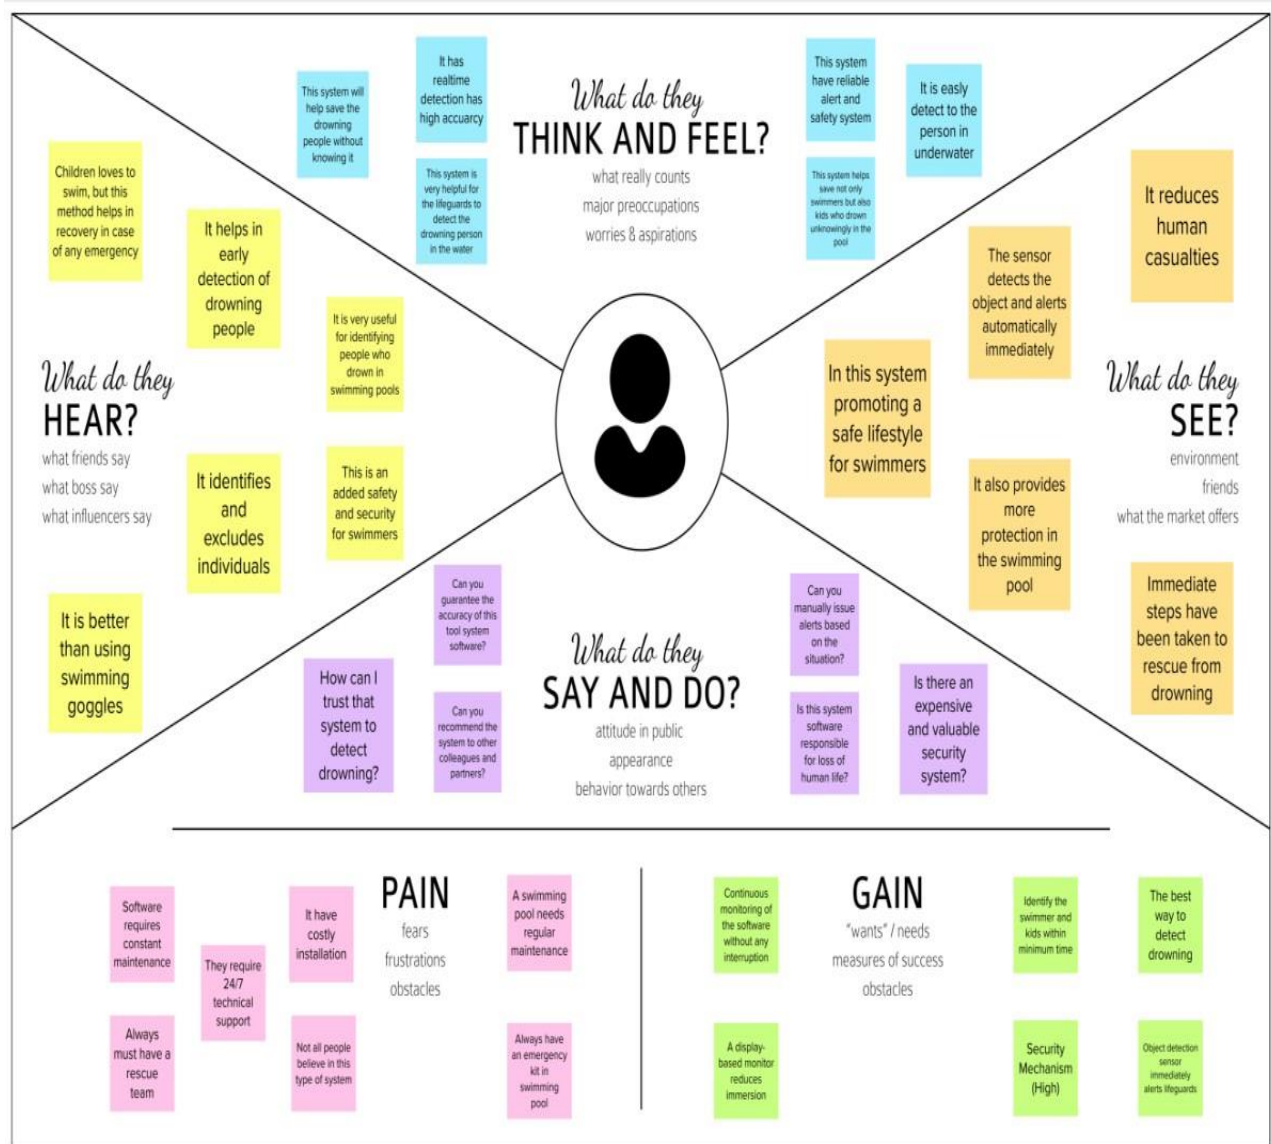 This system will
help save the
drowning
people without
knowing it
It has
realtime
detection has
high accuarcy
This system is
very helpful for
the lifeguards to
detect the
drowning person
in the water
What do they
THINK AND FEEL?
what really counts
major preoccupations
worries & aspirations
This system
have reliable
alert and
safety system
This system helps
save not only
swimmers but also
kids who drown
unknowingly in the
pool
It is easly
detect to the
person in
underwater
Children loves to
swim, but this
method helps in
recovery in case
of any emergency
It helps in
early
detection of
drowning
people
It is very useful
for identifying
people who
drown in
swimming pools
What do they
HEAR?
what friends say
what boss say
what influencers say
It identifies
and
excludes
individuals
This is an
added safety
and security
for swimmers
It is better
than using
swimming
goggles
It reduces
human
casualties
The sensor
detects the
object and alerts
automatically
immediately
In this system
promoting a
safe lifestyle
for swimmers
What do they
SEE?
environment
friends
what the market offers
It also provides
more
protection in
the swimming
pool
Immediate
steps have
been taken to
rescue from
drowning
Can you
guarantee the
accuracy of this
tool system
software?
How can I
trust that
system to
detect
drowning?
Can you
recommend the
system to other
colleagues and
partners?
What do they
SAY AND DO?
attitude in public
appearance
behavior towards others
Can you
manually issue
alerts based
on the
situation?
Is this system
software
responsible
for loss of
human life?
Is there an
expensive
and valuable
security
system?
PAIN
fears
frustrations
obstacles
Software
requires
constant
maintenance
They require
24/7
technical
support
It have
costly
installation
A swimming
pool needs
regular
maintenance
Always
must have a
rescue
team
Not all people
believe in this
type of system
Always have
an emergency
kit in
swimming
pool
GAIN
"wants" / needs
measures of success
obstacles
Continuous
monitoring of
the software
without any
interruption
Identify the
swimmer and
kids within
minimum time
The best
way to
detect
drowning
A display-
based monitor
reduces
immersion
Security
Mechanism
(High)
Object detection
sensor
immediately
alerts lifeguards